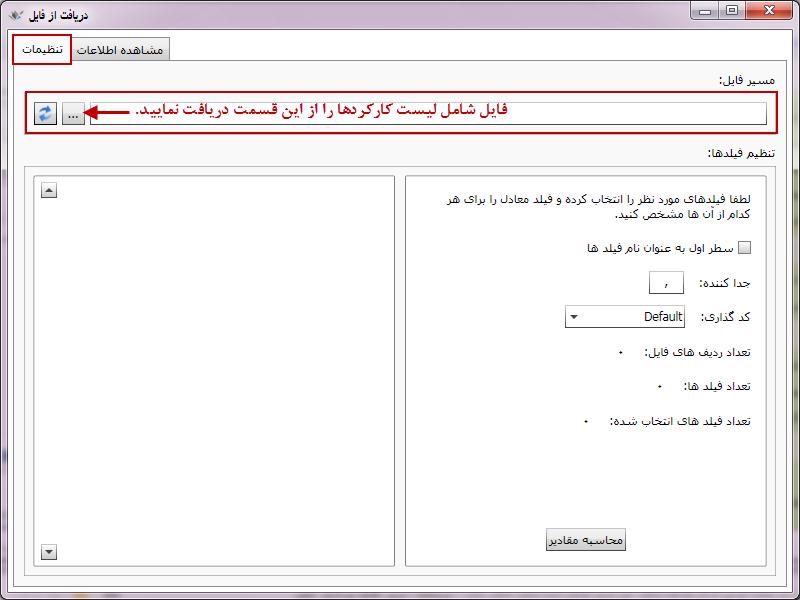 دریافت از فایل
تنظیمات
مشاهده اطلاعات
مسیر فایل:
فایل شامل لیست کارکردها را از این قسمت دریافت نمایید.
...
تنظیم فیلدها:
لطفا فیلدهای مورد نظر را انتخاب کرده و فیلد معادل را برای هر
کدام از آن ها مشخص کنید.
سطر اول به عنوان نام فیلد ها
جدا کننده: ,
کد گذاری: Default
تعداد ردیف های فایل: ۰
تعداد فیلد ها: ۰
تعداد فیلد های انتخاب شده: ۰
محاسبه مقادیر